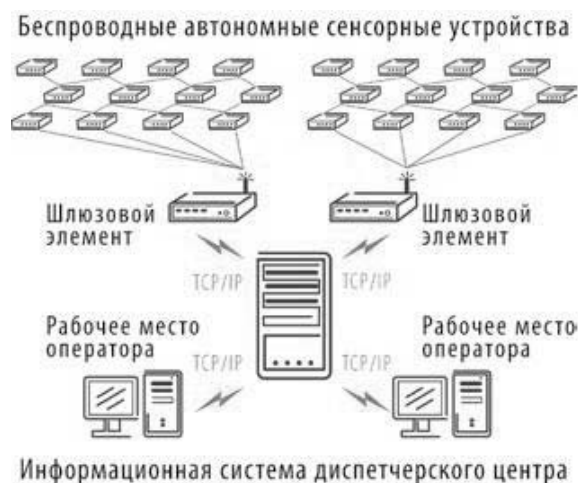 Беспроводные автономные сенсорные устройства
Шлюзовой
элемент
Шлюзовой
элемент
TCP/IP
TCP/IP
Рабочее место
оператора
Рабочее место
оператора
TCP/IP
TCP/IP
Информационная система диспетчерского центра